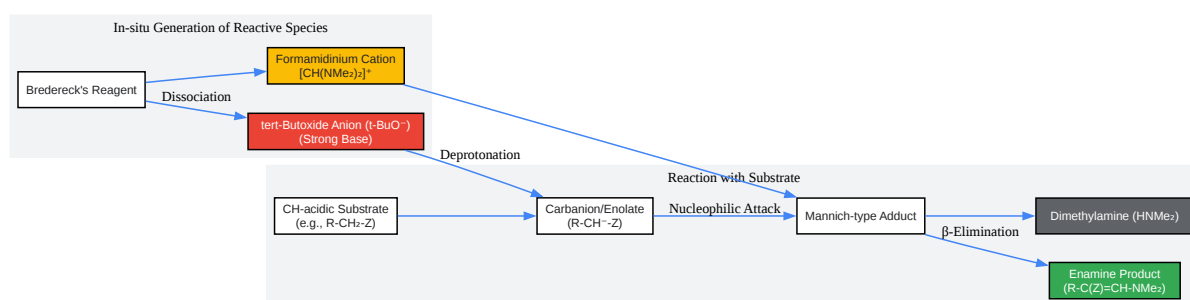 In-situ Generation of Reactive Species
Formamidinium Cation
[CH(NMe₂)₂]⁺
Bredereck's Reagent
Dissociation
tert-Butoxide Anion (t-BuO⁻)
(Strong Base)
Deprotonation
Reaction with Substrate
CH-acidic Substrate
(e.g., R-CH₂-Z)
Carbanion/Enolate
(R-CH⁻-Z)
Nucleophilic Attack
Mannich-type Adduct
Dimethylamine (HNMe₂)
β-Elimination
Enamine Product
(R-C(Z)=CH-NMe₂)